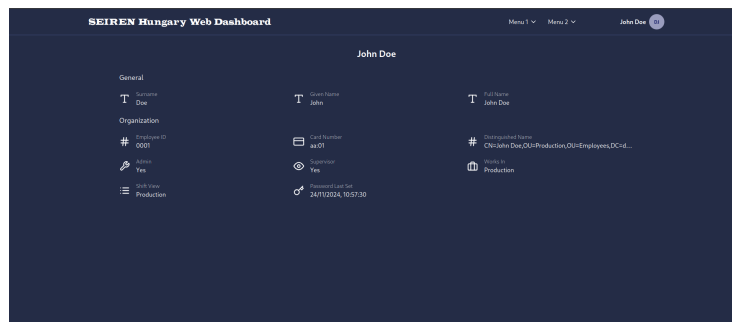 SEIREN Hungary Web Dashboard
Menu 1 Menu 2 John Doe
John Doe
General
Surname Given Name Full Name
Doe John John Doe
Organization
Employee ID Card Number Distinguished Name
0001 aa:01 CN=John Doe,OU=Production,OU=Employees,DC=d...
Admin Supervisor Works In
Yes Yes Production
Shift View Password Last Set
Production 24/11/2024, 10:57:30